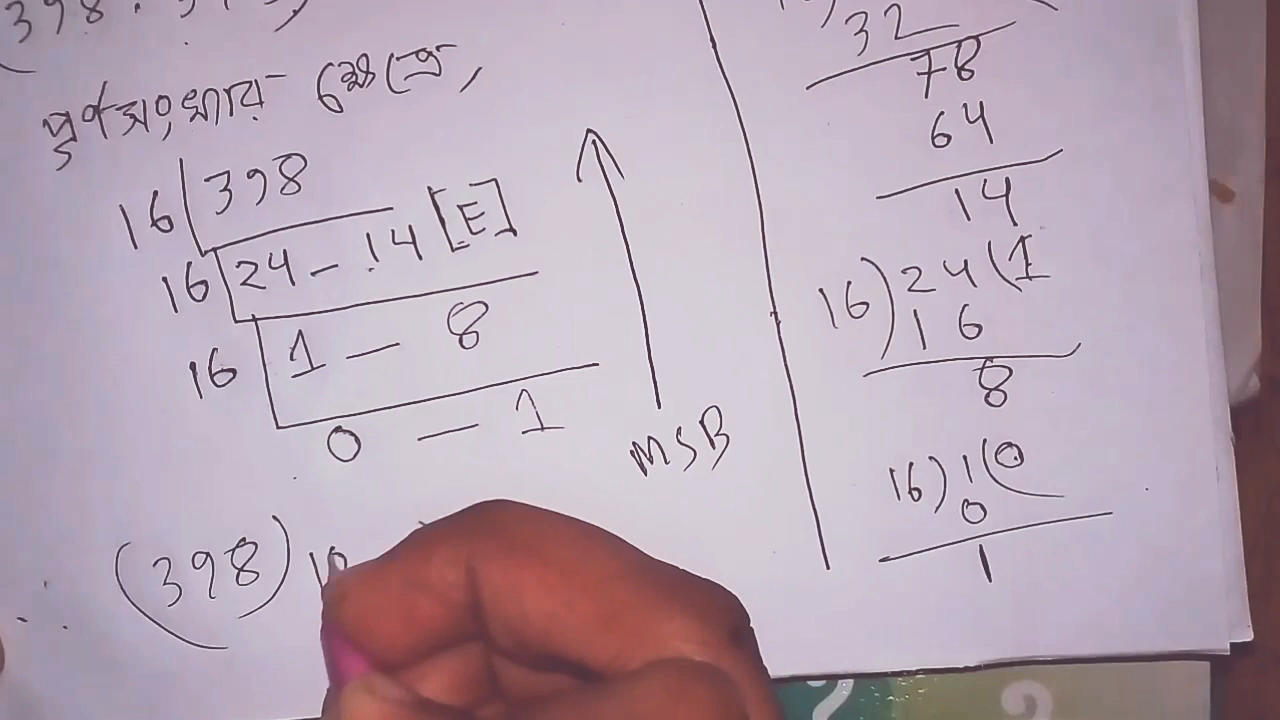 (398.
পূর্ণসংখ্যার ক্ষেত্রে,
16 | 398
16 | 24 – 14 [E]
16 | 1 — 8
0 — 1
MSB
∴ (398)10
32
78
64
14
16) 24 (1
16
8
16) 1 (0
0
1